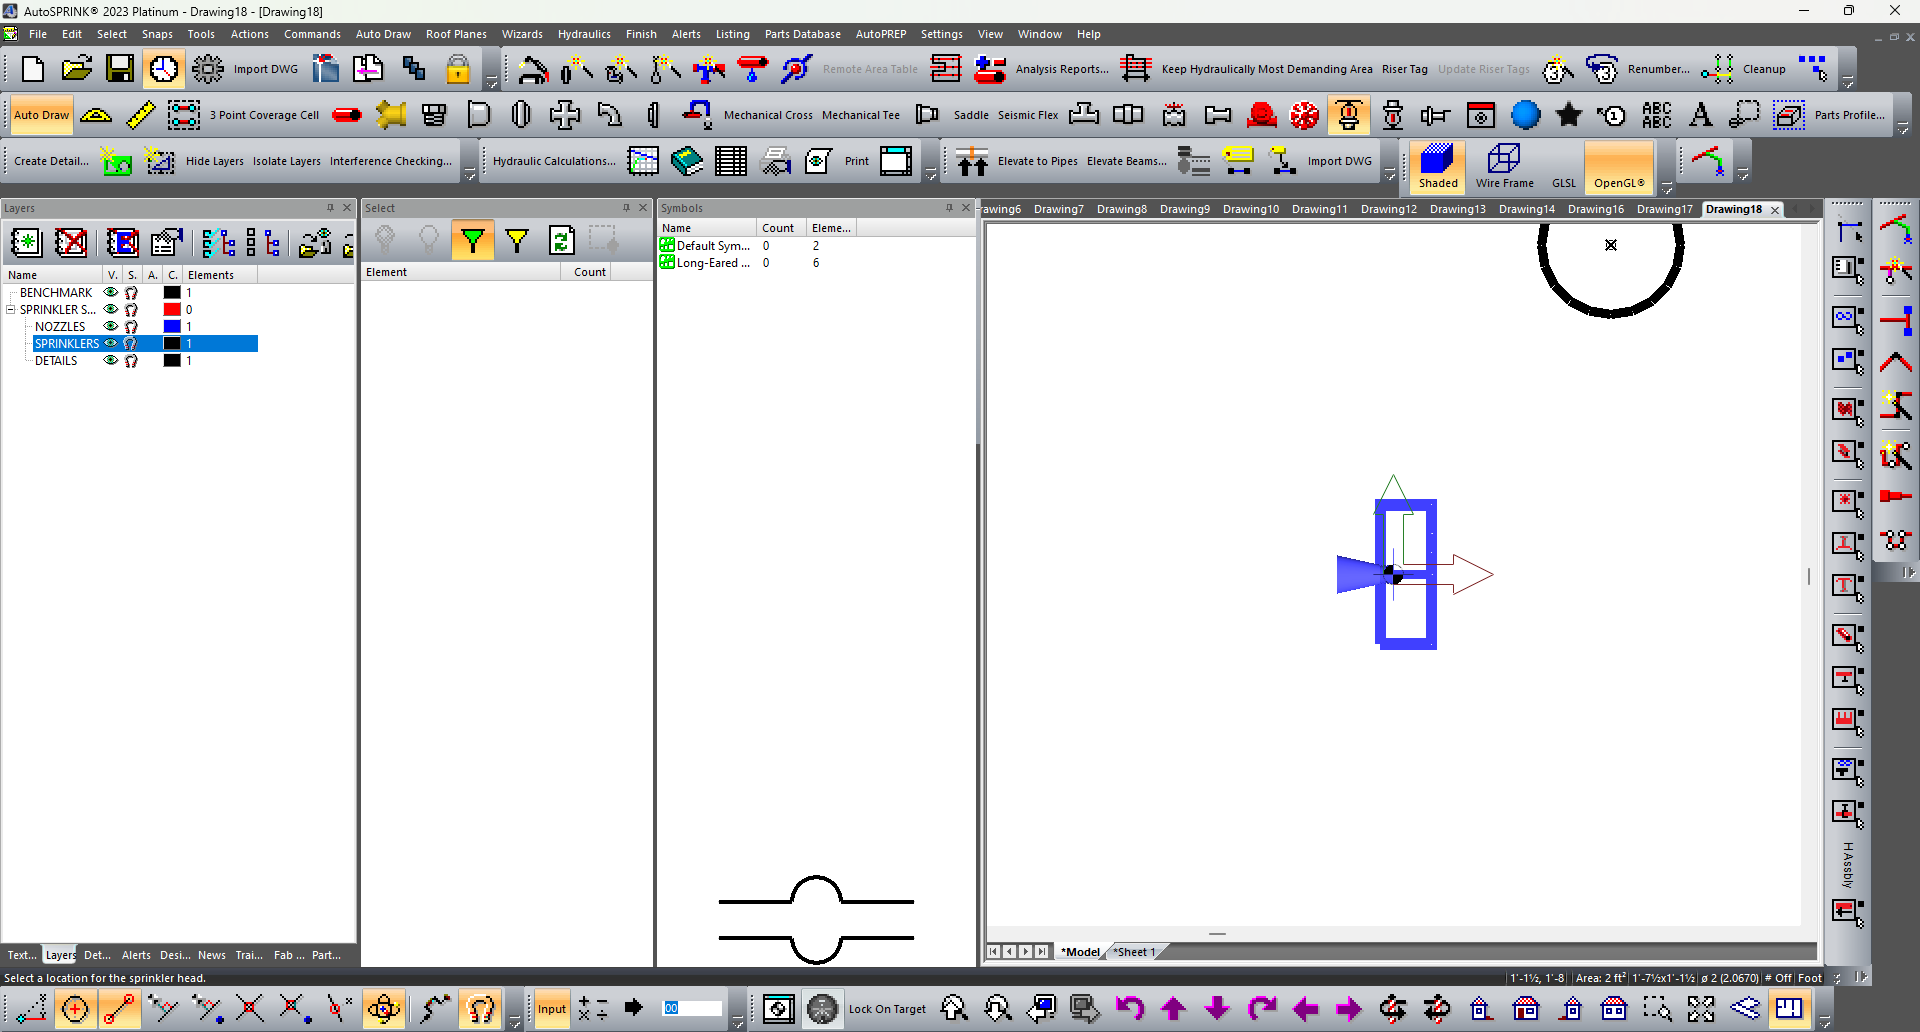 AutoSPRINK® 2023 Platinum - Drawing18 - [Drawing18]
File Edit Select Snaps Tools Actions Commands Auto Draw Roof Planes Wizards Hydraulics Finish Alerts Listing Parts Database AutoPREP Settings View Window Help
Import DWG Remote Area Table Analysis Reports... Keep Hydraulically Most Demanding Area Riser Tag Update Riser Tags Renumber... Cleanup
Auto Draw 3 Point Coverage Cell Mechanical Cross Mechanical Tee Saddle Seismic Flex ABC ABC A Parts Profile...
Create Detail... Hide Layers Isolate Layers Interference Checking... Hydraulic Calculations... Print Elevate to Pipes Elevate Beams... Import DWG
Shaded Wire Frame GLSL OpenGL®
Layers Select Symbols
rawing6 Drawing7 Drawing8 Drawing9 Drawing10 Drawing11 Drawing12 Drawing13 Drawing14 Drawing16 Drawing17 Drawing18
Name Count Eleme...
Default Sym... 0 2
Long-Eared ... 0 6
Element Count
Name V. S. A. C. Elements
BENCHMARK 1
SPRINKLER S... 0
NOZZLES 1
SPRINKLERS 1
DETAILS 1
HAssbly
Text... Layers Det... Alerts Desi... News Trai... Fab ... Part...
*Model *Sheet 1
Select a location for the sprinkler head.
1'-1½, 1'-8 Area: 2 ft² 1'-7½x1'-1½ ø 2 (2.0670) # Off Foot
Input 00 Lock On Target